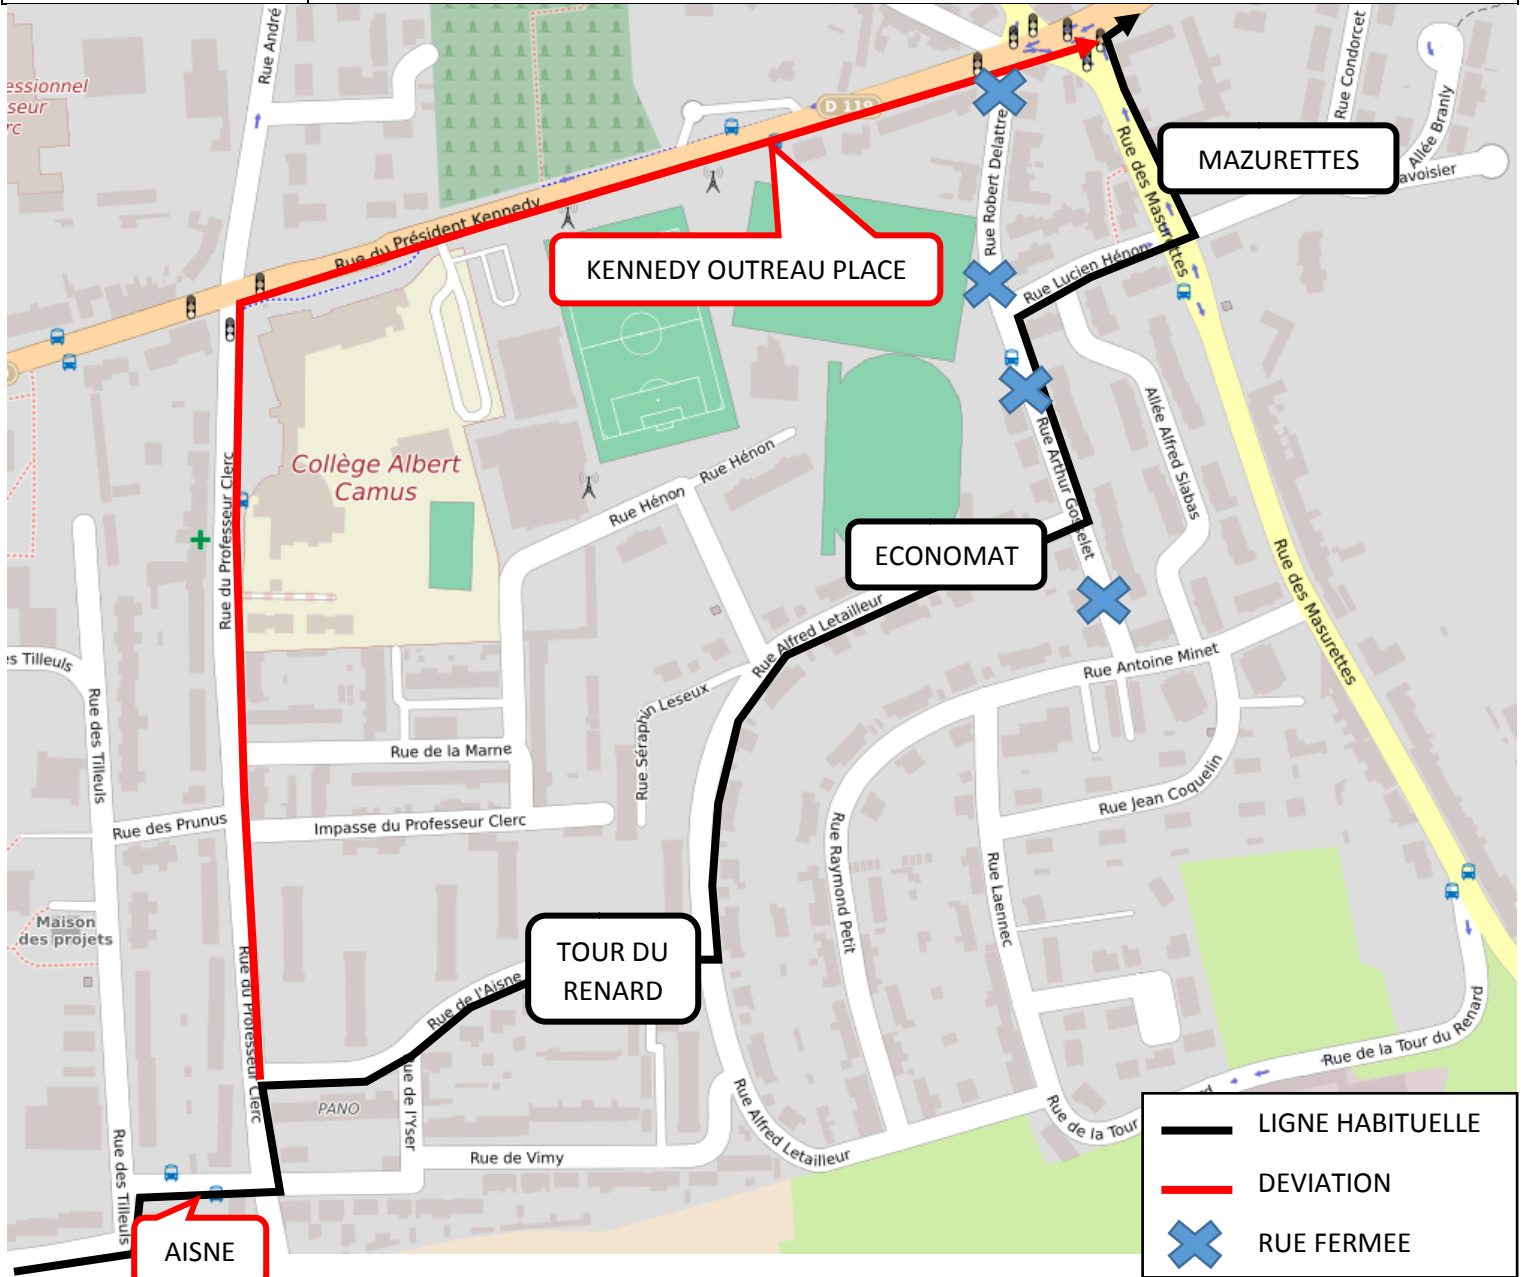 Rue André
essionnel
seur
rc
D 119
Rue Condorcet
Allée Branly
avoisier
Rue des Masurettes
MAZURETTES
Rue Robert Delattre
Rue du Président Kennedy
KENNEDY OUTREAU PLACE
Rue Lucien Hénon
Collège Albert
Camus
Rue du Professeur Clerc
Rue Hénon
Rue Hénon
Rue Arthur Gosselet
Allée Alfred Siabas
ECONOMAT
Rue des Masurettes
Rue Alfred Letailleur
Rue Antoine Minet
es Tilleuls
Rue des Tilleuls
Rue Séraphin Leseux
Rue de la Marne
Rue Jean Coquelin
Rue des Prunus
Impasse du Professeur Clerc
Rue Raymond Petit
Rue Laennec
Maison
des projets
TOUR DU
RENARD
Rue du Professeur Clerc
Rue de l'Aisne
Rue de la Tour du Renard
PANO
Rue de l'Yser
Rue Alfred Letailleur
Rue de la Tour
rd
Rue des Tilleuls
Rue de Vimy
AISNE
LIGNE HABITUELLE
DEVIATION
RUE FERMEE